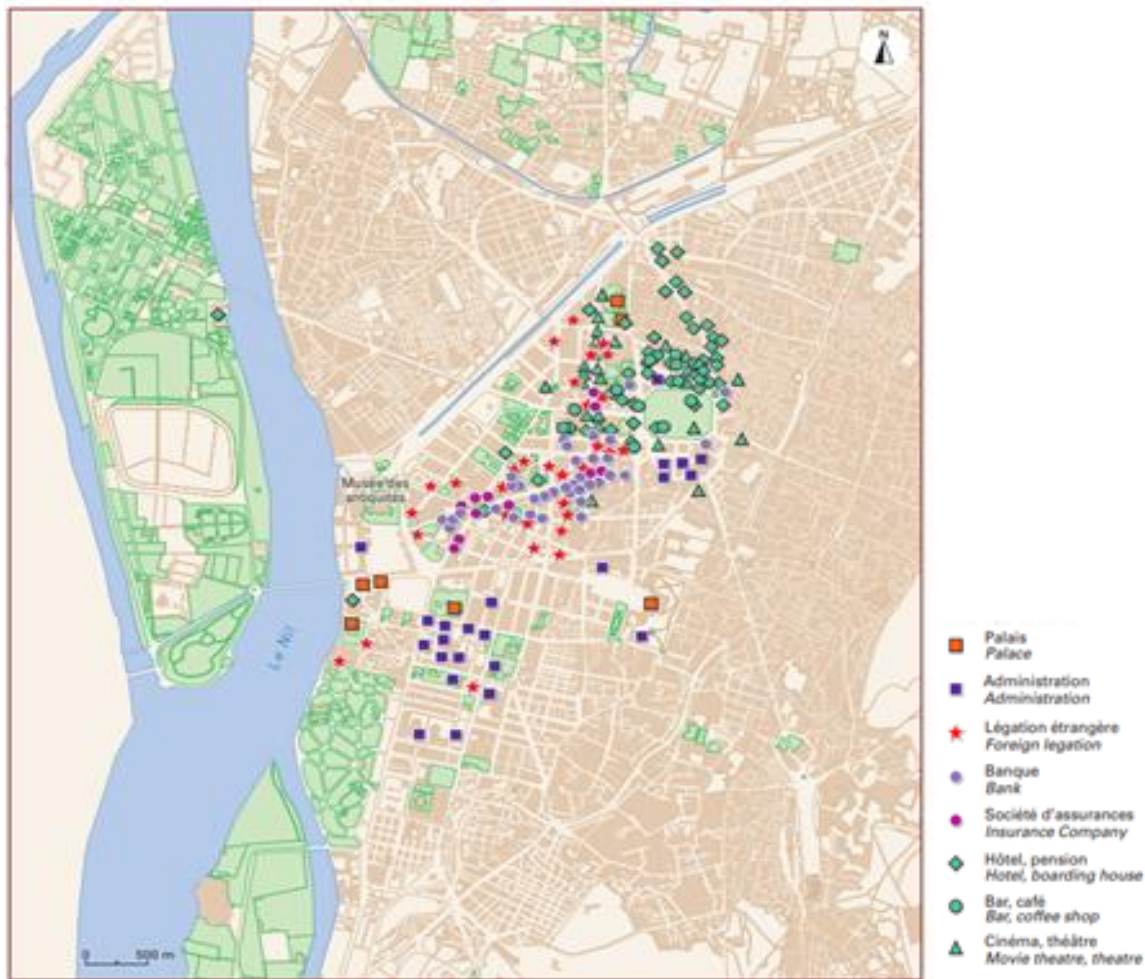 N
Musée des
antiquités
Le Nil
0 500 m
Palais
Palace
Administration
Administration
Légation étrangère
Foreign legation
Banque
Bank
Société d'assurances
Insurance Company
Hôtel, pension
Hotel, boarding house
Bar, café
Bar, coffee shop
Cinéma, théâtre
Movie theatre, theatre